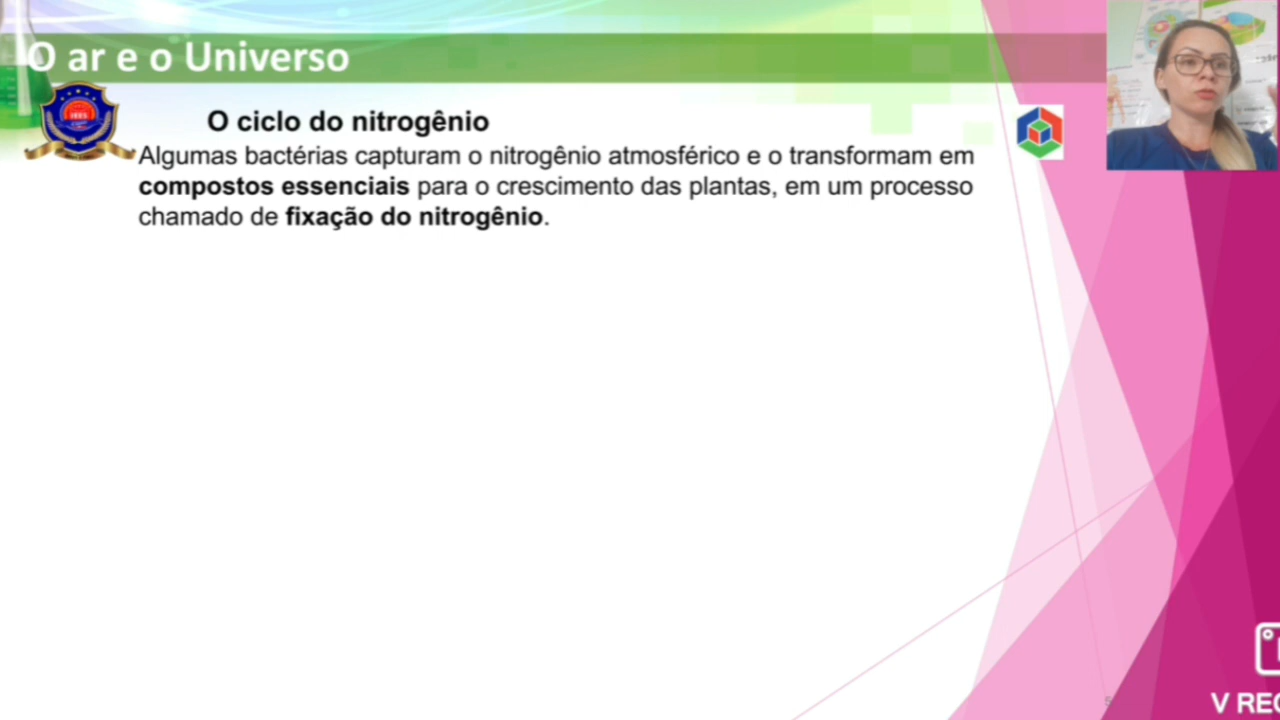 O ar e o Universo
O ciclo do nitrogênio
Algumas bactérias capturam o nitrogênio atmosférico e o transformam em
compostos essenciais para o crescimento das plantas, em um processo
chamado de fixação do nitrogênio.
V REC